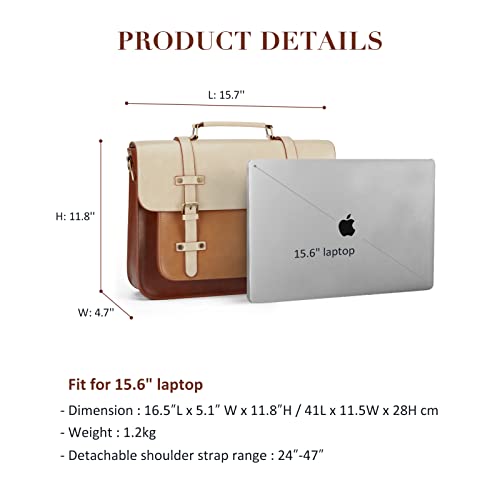 PRODUCT DETAILS
L: 15.7''
H: 11.8''
15.6" laptop
W: 4.7''
Fit for 15.6" laptop
- Dimension : 16.5″L x 5.1″ W x 11.8″H / 41L x 11.5W x 28H cm
- Weight : 1.2kg
- Detachable shoulder strap range : 24″-47″